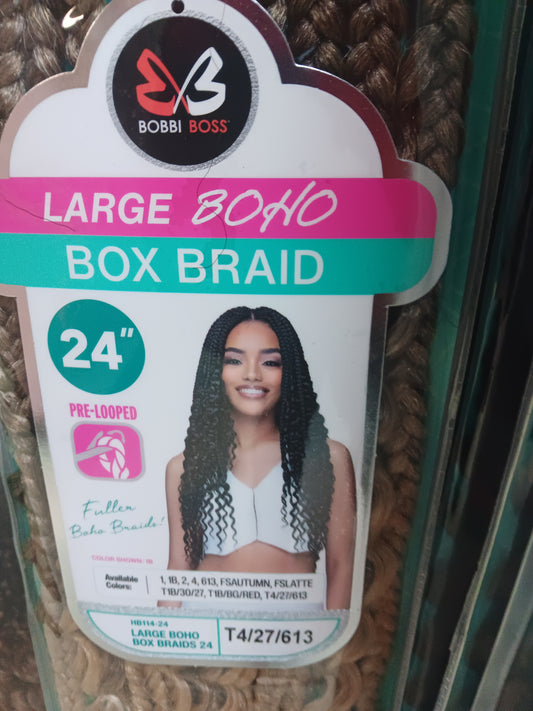 BOBBI BOSS
LARGE BOHO
BOX BRAID
24"
PRE-LOOPED
Fuller
Boho Braids!
COLOR SHOWN: 1B
Available
Colors:
1, 1B, 2, 4, 613, FSAUTUMN, FSLATTE
T1B/30/27, T1B/BG/RED, T4/27/613
HB114-24
LARGE BOHO
BOX BRAIDS 24
T4/27/613